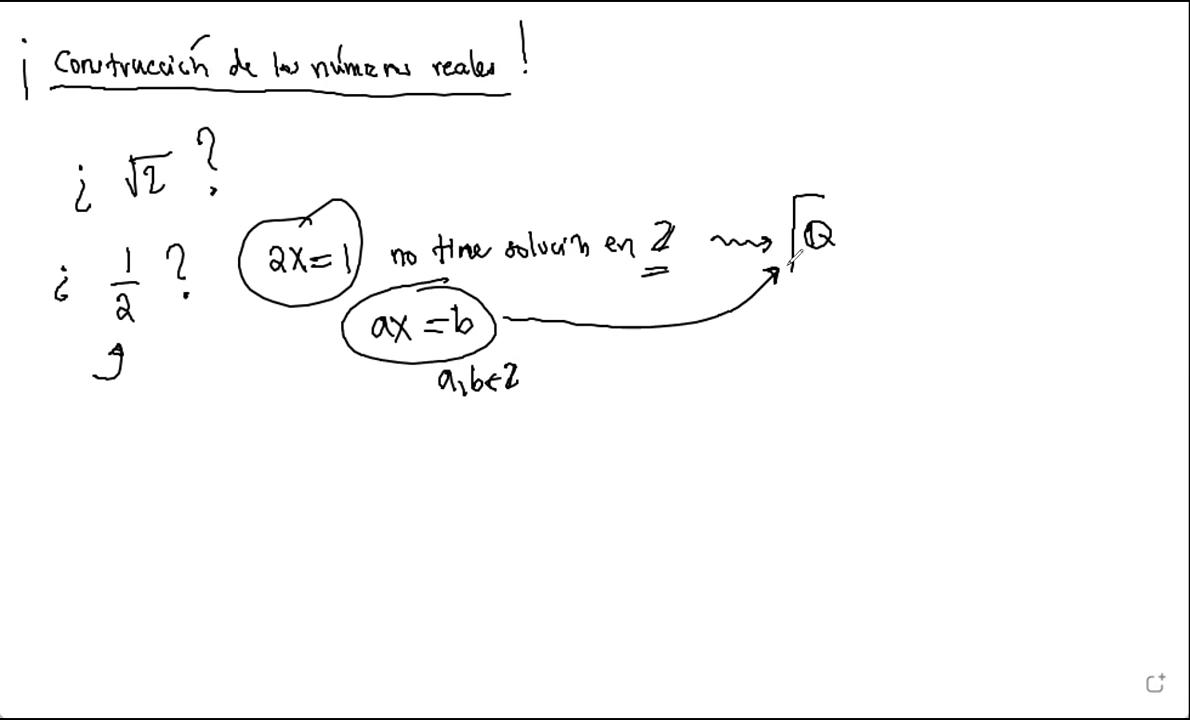 ¡ Construcción de los números reales !
¿ √2 ?
¿ 1/2 ? 2x=1 no tiene solución en ℤ ⇝ ℚ
ax=b
a,b∈ℤ